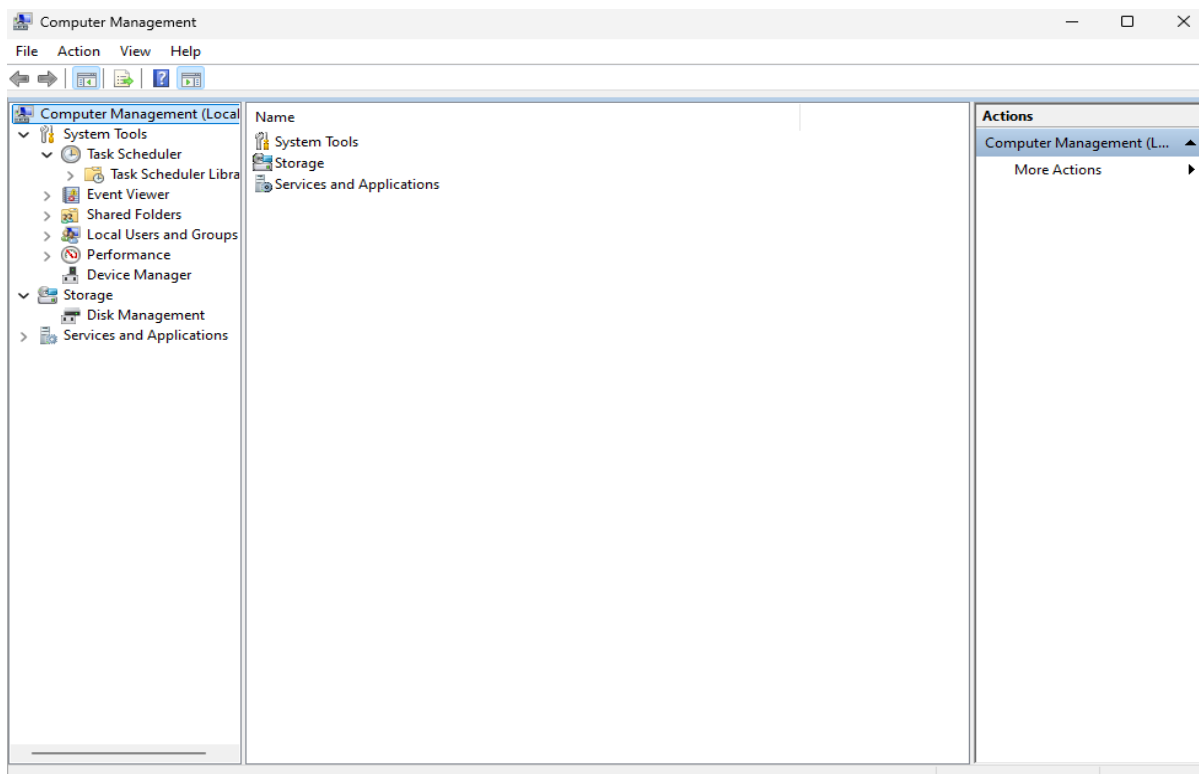 Computer Management
File Action View Help
Computer Management (Local
System Tools
Task Scheduler
Task Scheduler Libra
Event Viewer
Shared Folders
Local Users and Groups
Performance
Device Manager
Storage
Disk Management
Services and Applications
Name
System Tools
Storage
Services and Applications
Actions
Computer Management (L...
More Actions